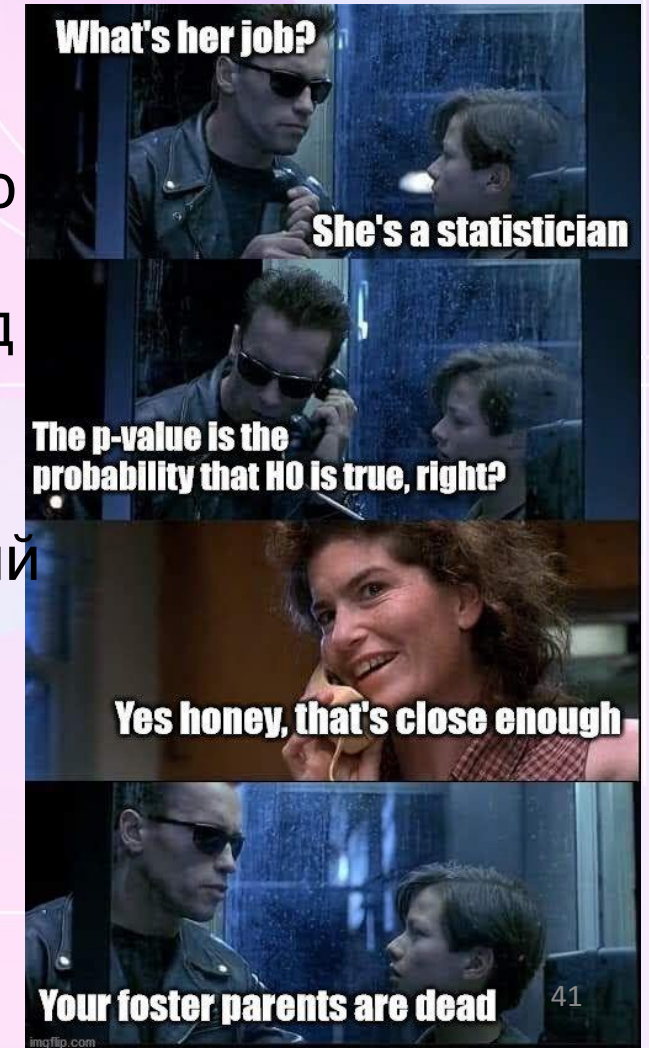 What's her job?
о
She's a statistician
д
The p-value is the
probability that H0 is true, right?
й
Yes honey, that's close enough
Your foster parents are dead
41
imgflip.com